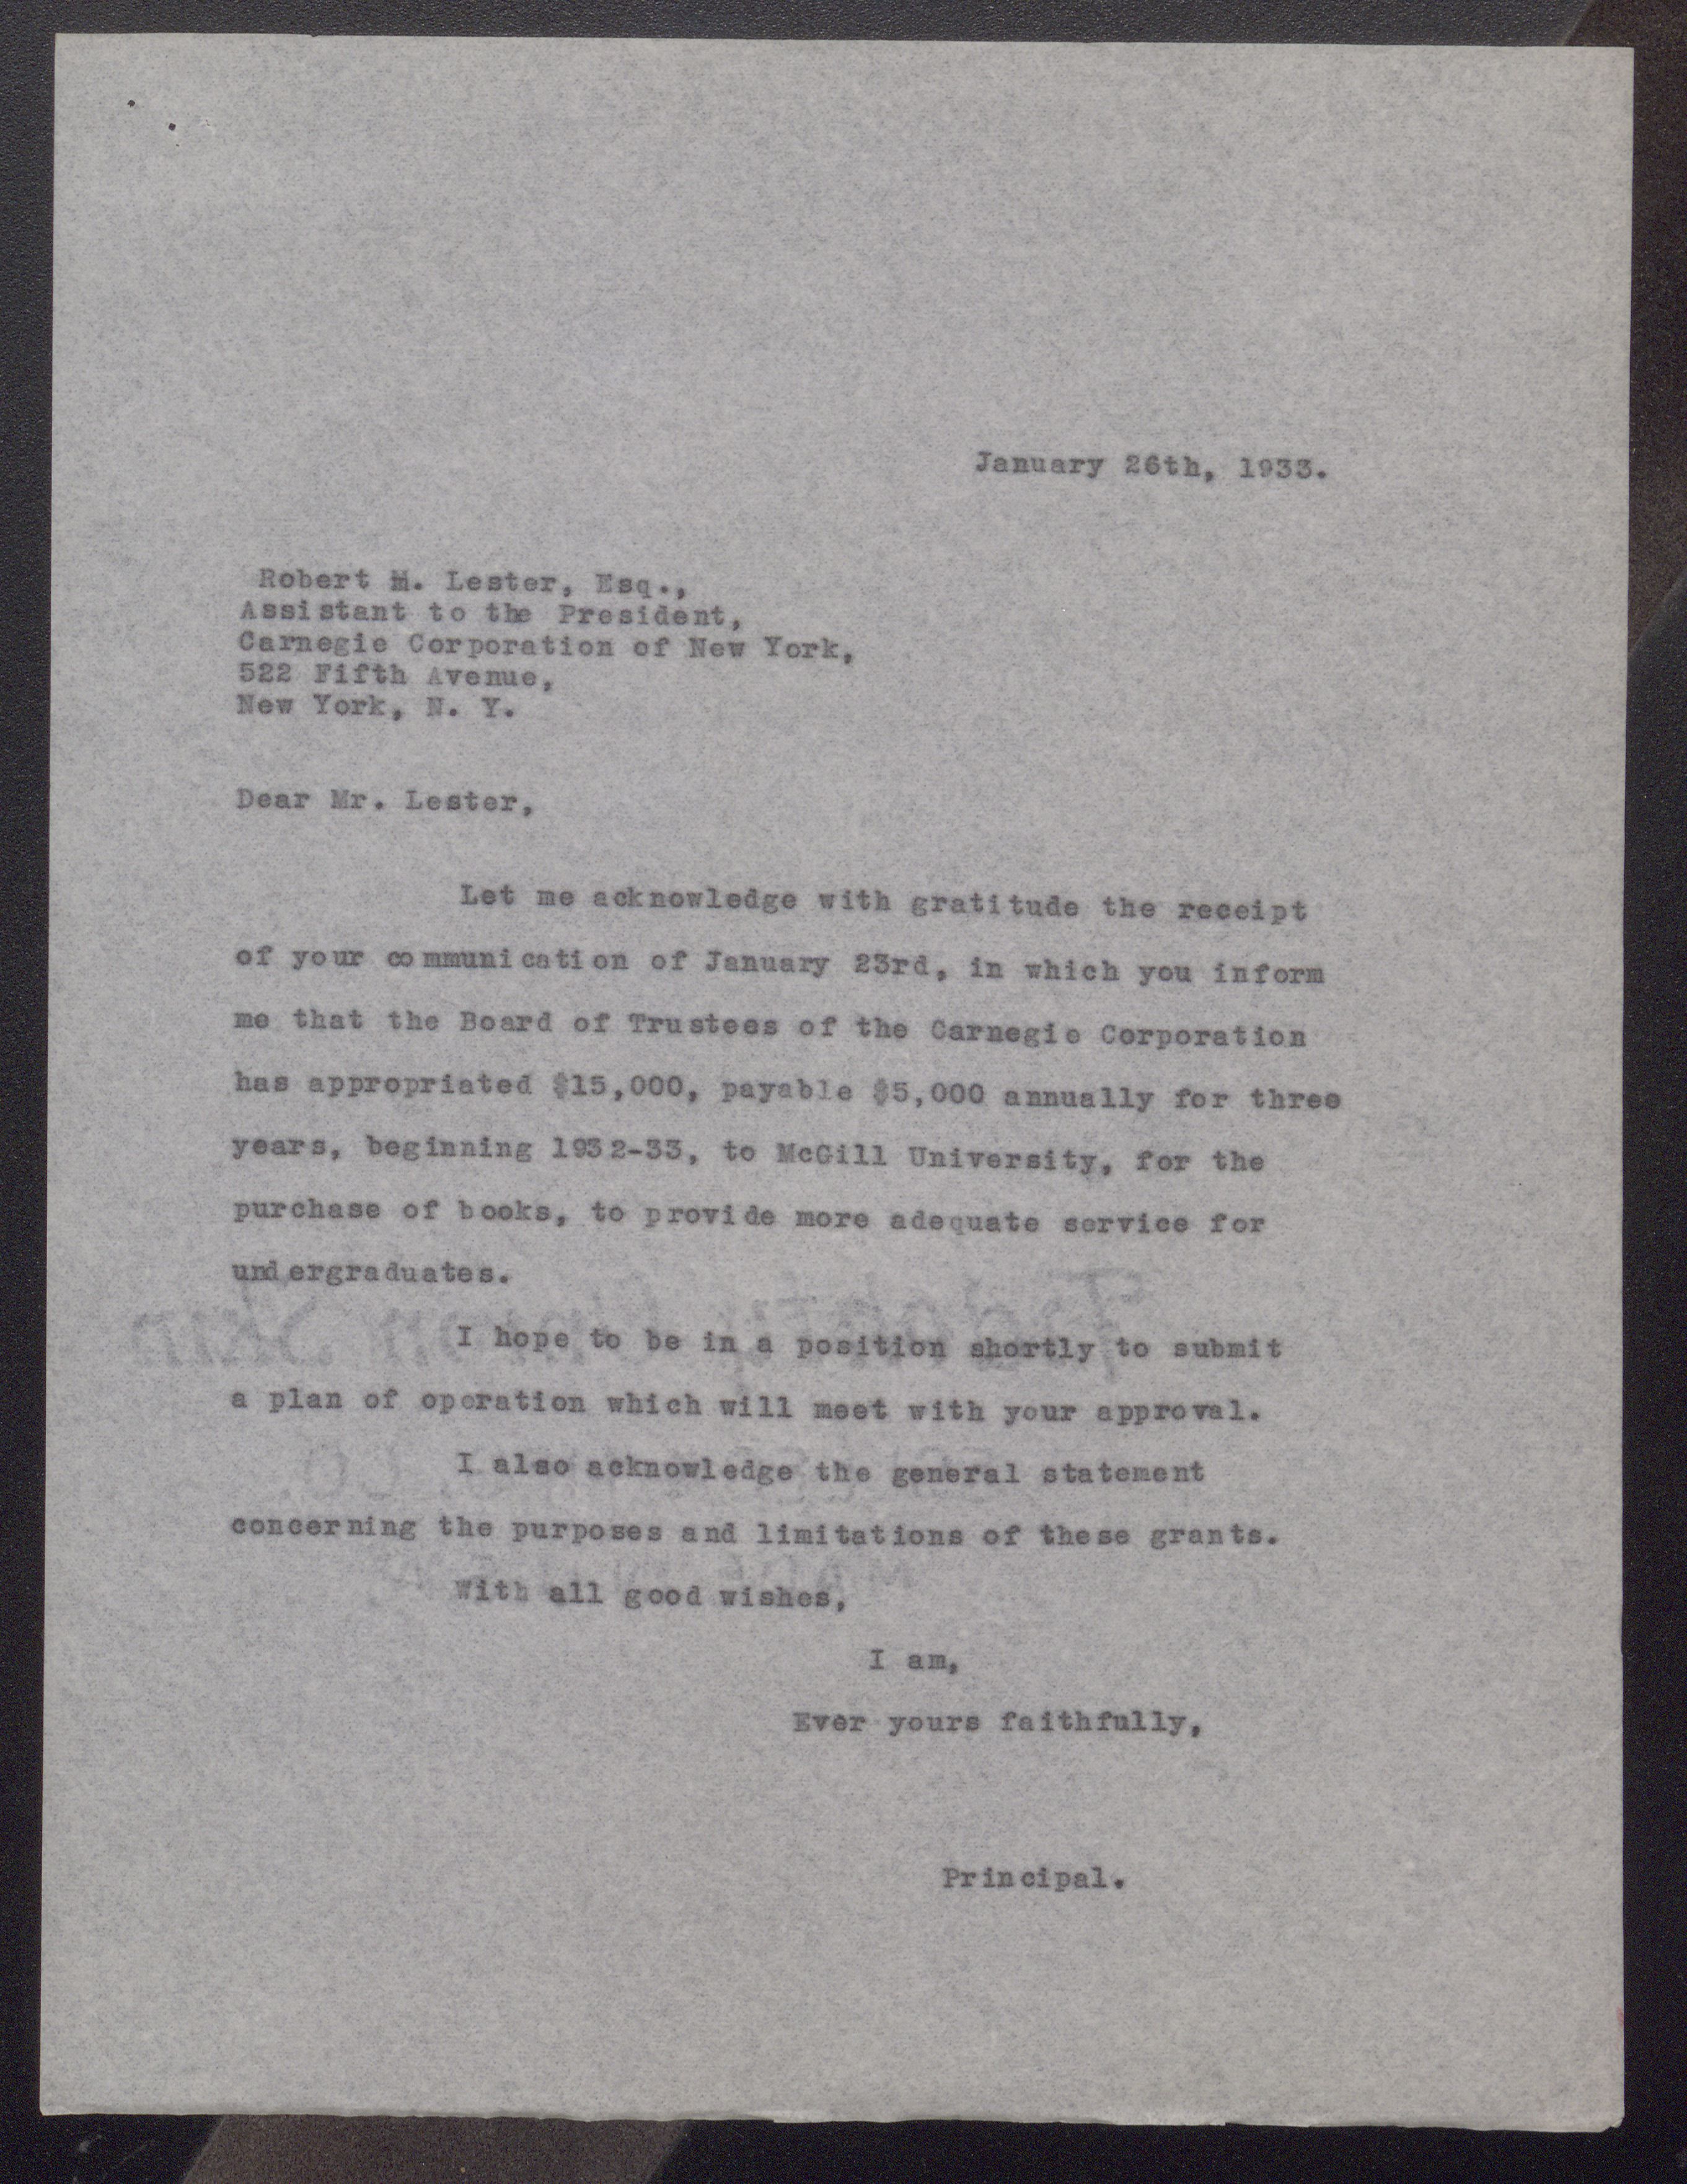 January 26th, 1933.
Robert M. Lester, Esq.,
Assistant to the President,
Carnegie Corporation of New York,
522 Fifth Avenue,
New York, N. Y.
Dear Mr. Lester,
Let me acknowledge with gratitude the receipt
of your communication of January 23rd, in which you inform
me that the Board of Trustees of the Carnegie Corporation
has appropriated $15,000, payable $5,000 annually for three
years, beginning 1932-33, to McGill University, for the
purchase of books, to provide more adequate service for
undergraduates.
I hope to be in a position shortly to submit
a plan of operation which will meet with your approval.
I also acknowledge the general statement
concerning the purposes and limitations of these grants.
With all good wishes,
I am,
Ever yours faithfully,
Principal.